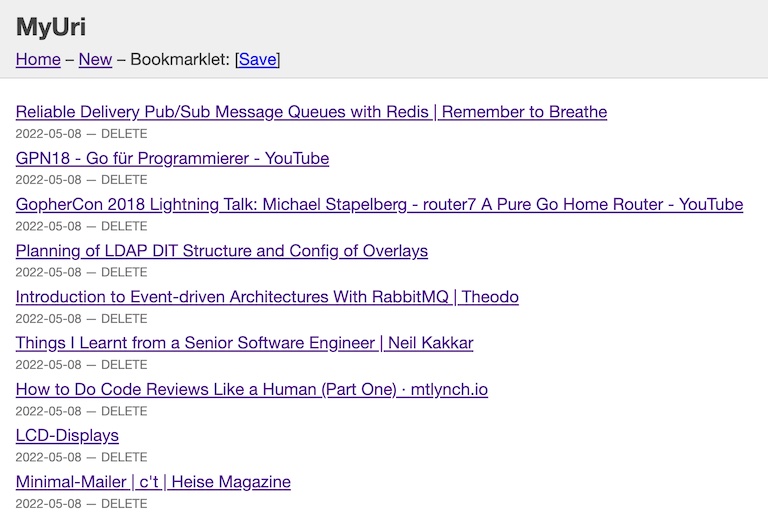 MyUri
Home – New – Bookmarklet: [Save]
Reliable Delivery Pub/Sub Message Queues with Redis | Remember to Breathe
2022-05-08 — DELETE
GPN18 - Go für Programmierer - YouTube
2022-05-08 — DELETE
GopherCon 2018 Lightning Talk: Michael Stapelberg - router7 A Pure Go Home Router - YouTube
2022-05-08 — DELETE
Planning of LDAP DIT Structure and Config of Overlays
2022-05-08 — DELETE
Introduction to Event-driven Architectures With RabbitMQ | Theodo
2022-05-08 — DELETE
Things I Learnt from a Senior Software Engineer | Neil Kakkar
2022-05-08 — DELETE
How to Do Code Reviews Like a Human (Part One) · mtlynch.io
2022-05-08 — DELETE
LCD-Displays
2022-05-08 — DELETE
Minimal-Mailer | c't | Heise Magazine
2022-05-08 — DELETE